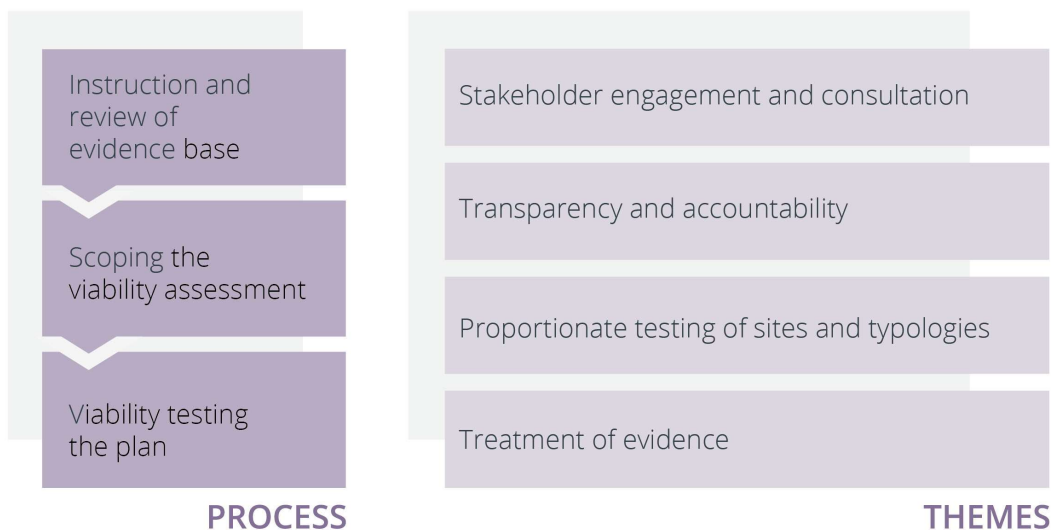 Instruction and
review of
evidence base
Scoping the
viability assessment
Viability testing
the plan
PROCESS
Stakeholder engagement and consultation
Transparency and accountability
Proportionate testing of sites and typologies
Treatment of evidence
THEMES